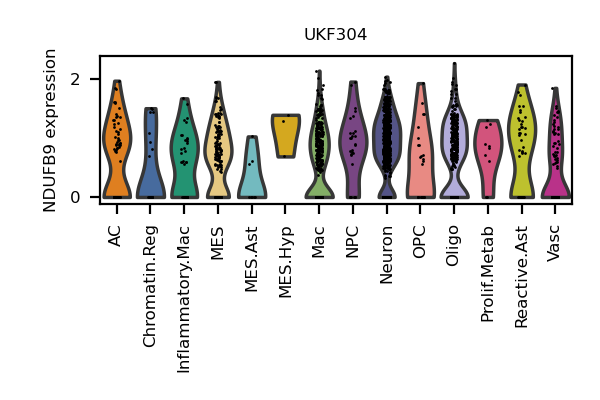 UKF304
NDUFB9 expression
2
0
AC
Chromatin.Reg
Inflammatory.Mac
MES
MES.Ast
MES.Hyp
Mac
NPC
Neuron
OPC
Oligo
Prolif.Metab
Reactive.Ast
Vasc